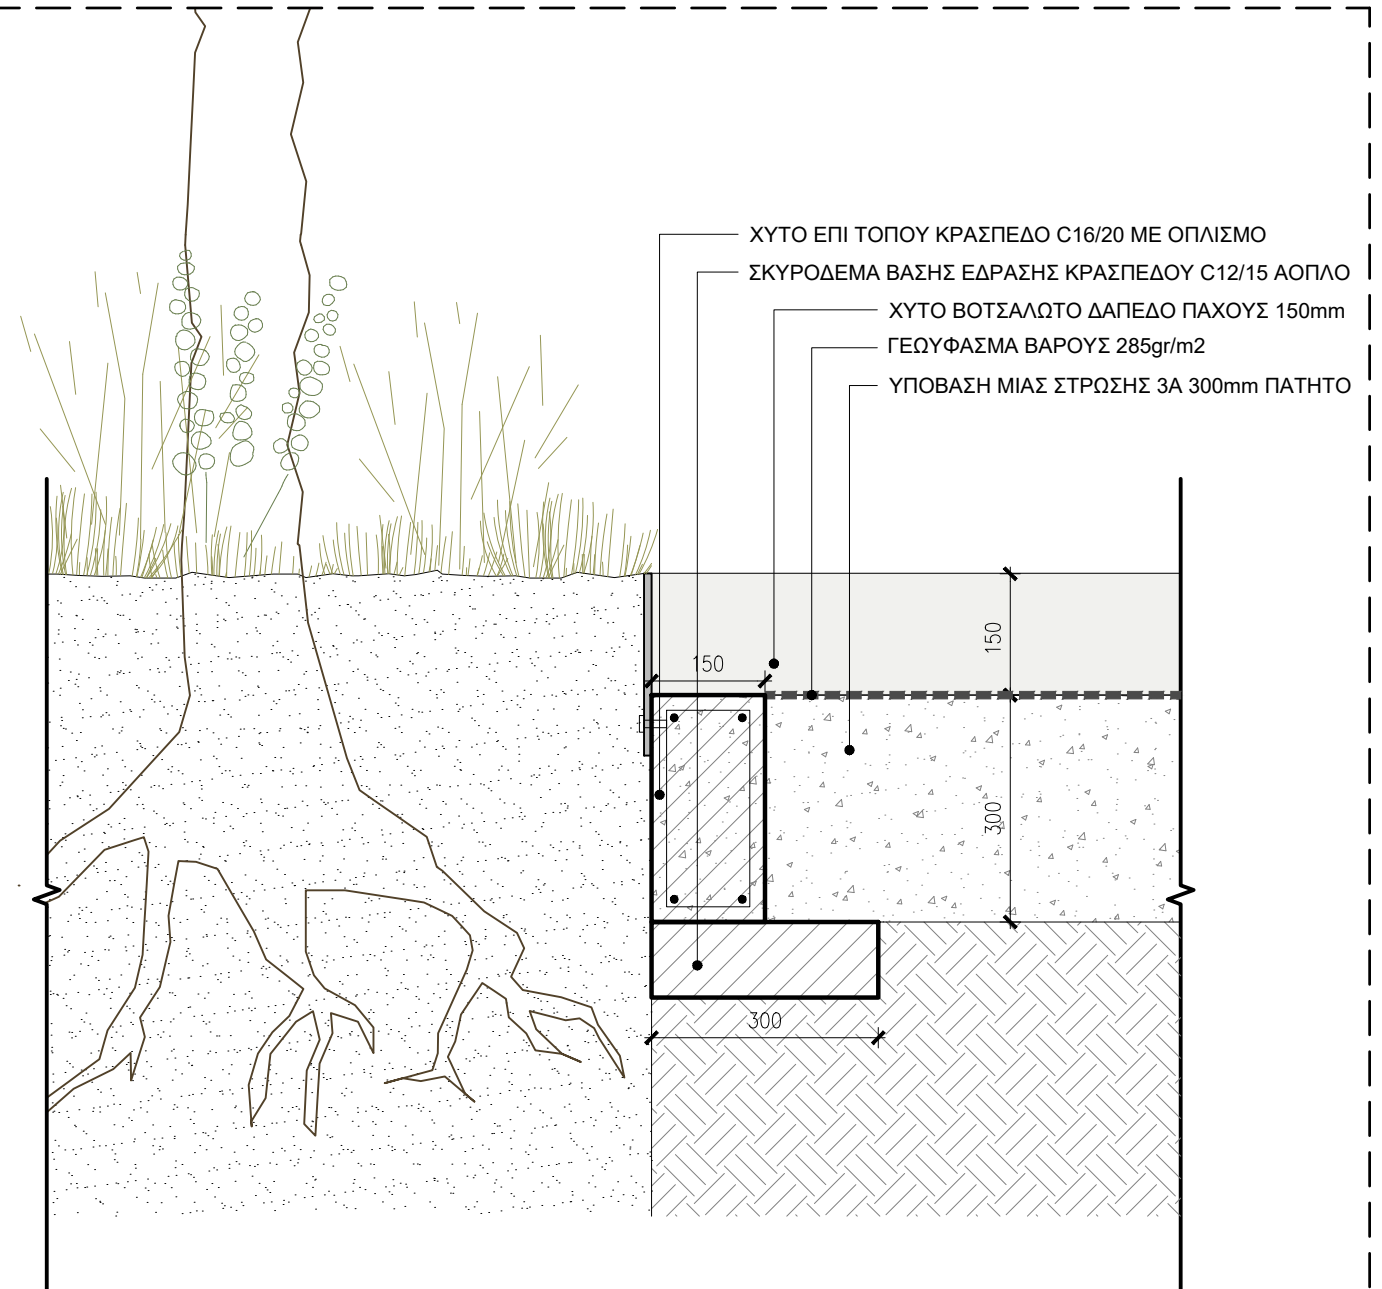 ΧΥΤΟ ΕΠΙ ΤΟΠΟΥ ΚΡΑΣΠΕΔΟ C16/20 ΜΕ ΟΠΛΙΣΜΟ
ΣΚΥΡΟΔΕΜΑ ΒΑΣΗΣ ΕΔΡΑΣΗΣ ΚΡΑΣΠΕΔΟΥ C12/15 ΑΟΠΛΟ
ΧΥΤΟ ΒΟΤΣΑΛΩΤΟ ΔΑΠΕΔΟ ΠΑΧΟΥΣ 150mm
ΓΕΩΥΦΑΣΜΑ ΒΑΡΟΥΣ 285gr/m2
ΥΠΟΒΑΣΗ ΜΙΑΣ ΣΤΡΩΣΗΣ 3Α 300mm ΠΑΤΗΤΟ
150
150
300
300